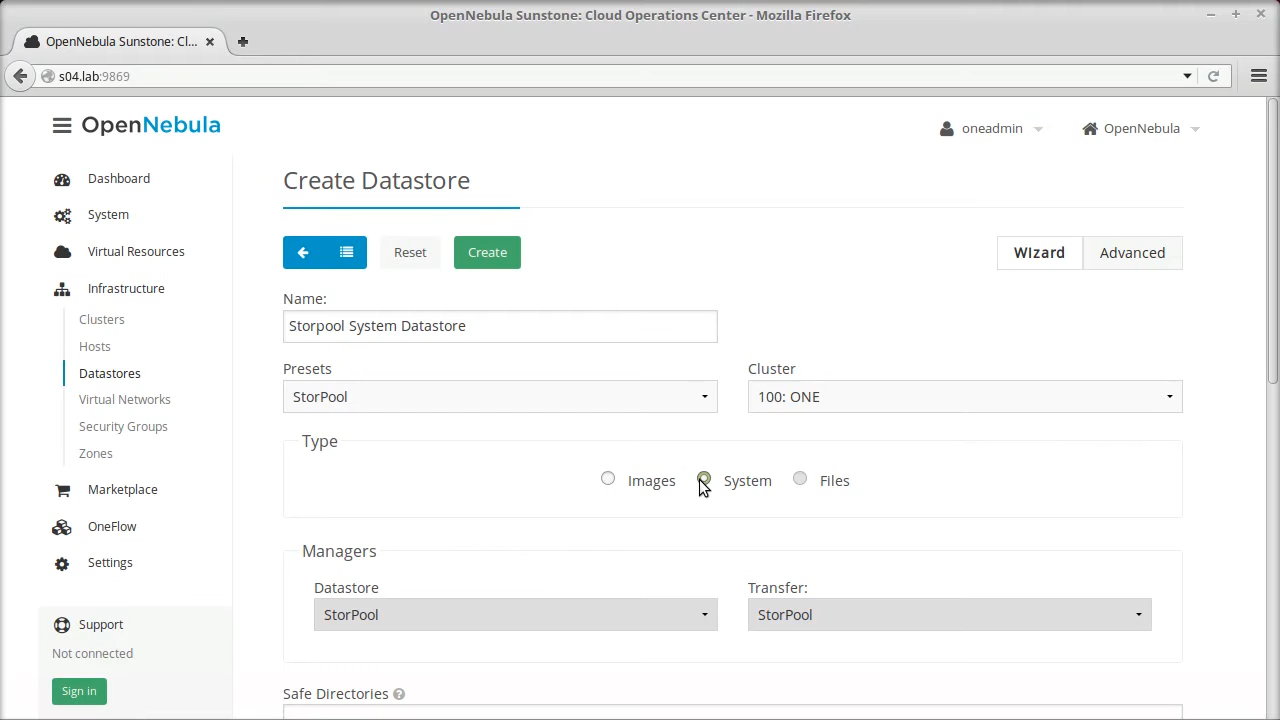 OpenNebula Sunstone: Cloud Operations Center - Mozilla Firefox
OpenNebula Sunstone: Cl...
s04.lab:9869
OpenNebula
oneadmin
OpenNebula
Dashboard
System
Virtual Resources
Infrastructure
Clusters
Hosts
Datastores
Virtual Networks
Security Groups
Zones
Marketplace
OneFlow
Settings
Support
Not connected
Sign in
Create Datastore
Reset
Create
Wizard
Advanced
Name:
Storpool System Datastore
Presets
Cluster
StorPool
100: ONE
Type
Images
System
Files
Managers
Datastore
Transfer:
StorPool
StorPool
Safe Directories ?